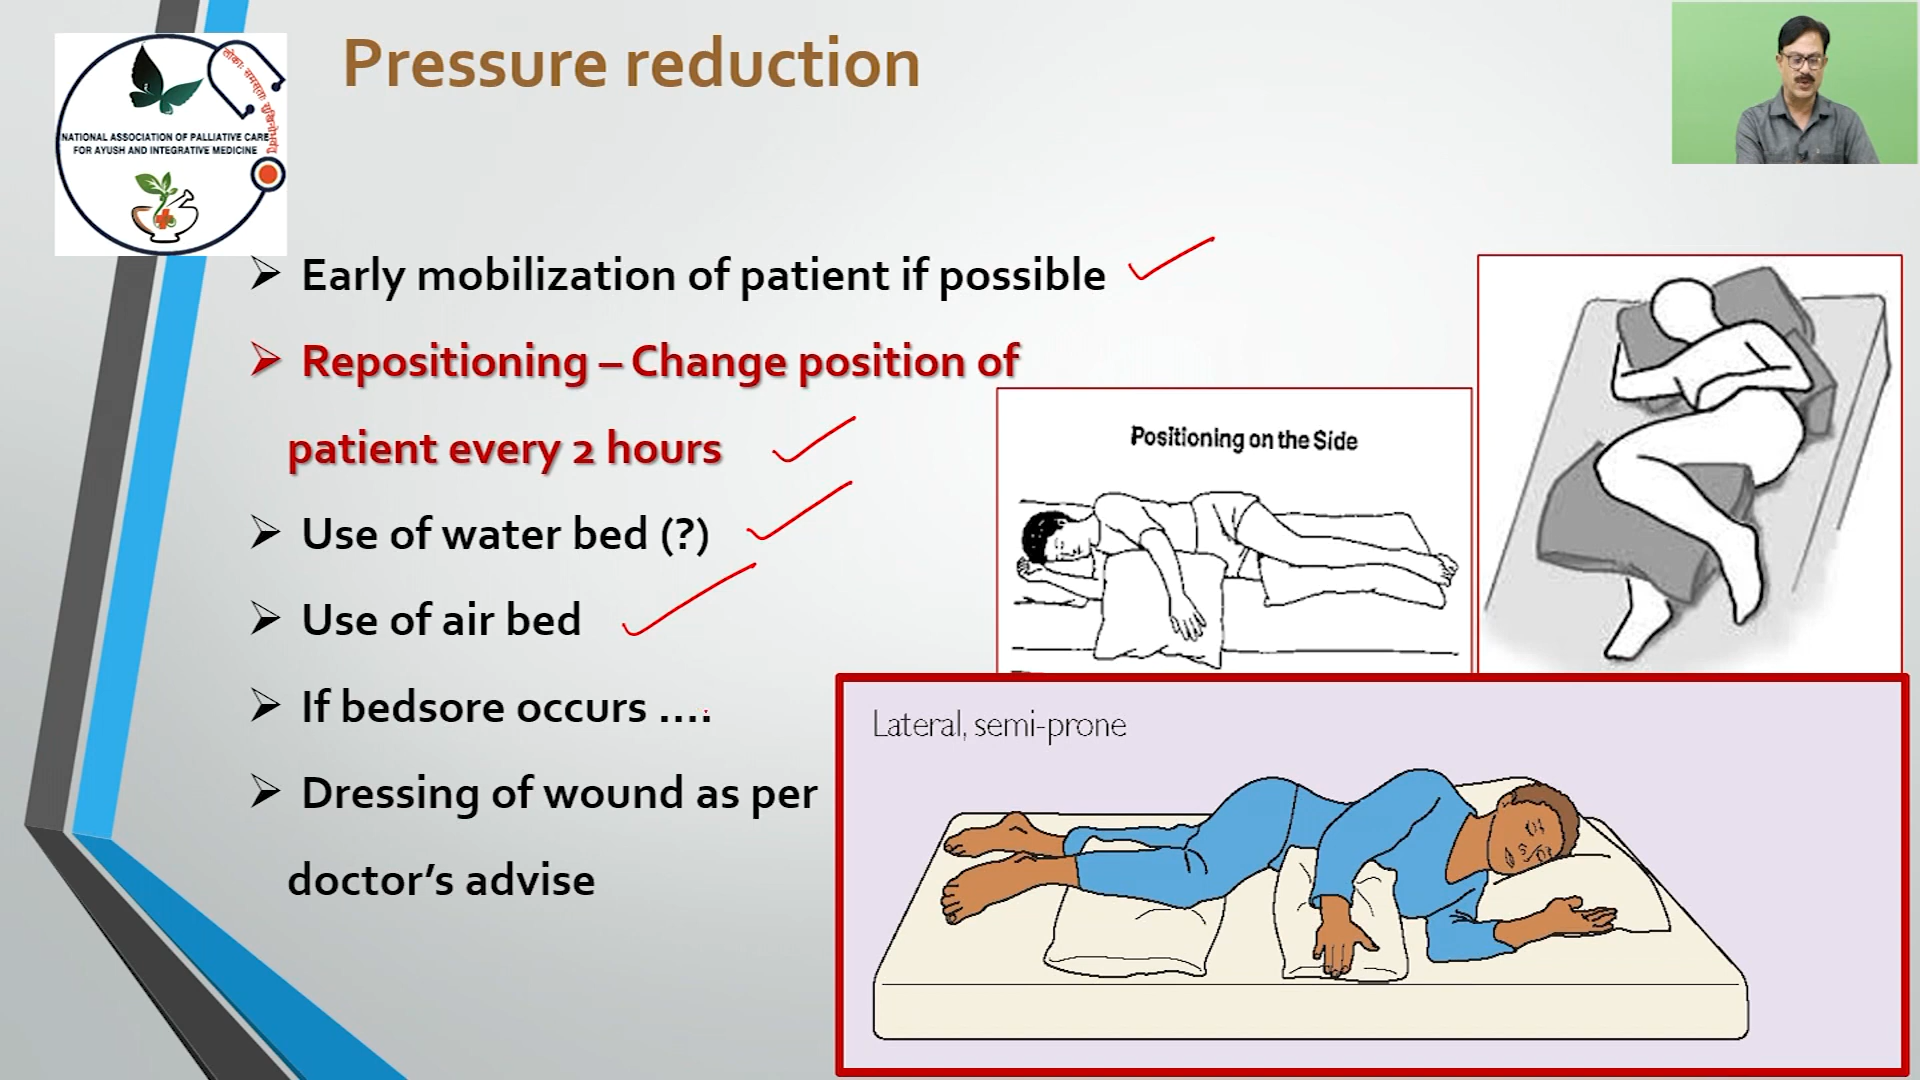 Pressure reduction
NATIONAL ASSOCIATION OF PALLIATIVE CARE
FOR AYUSH AND INTEGRATIVE MEDICINE
Early mobilization of patient if possible
Repositioning – Change position of
patient every 2 hours
Use of water bed (?)
Use of air bed
If bedsore occurs ....
Dressing of wound as per
doctor’s advise
Positioning on the Side
Lateral, semi-prone